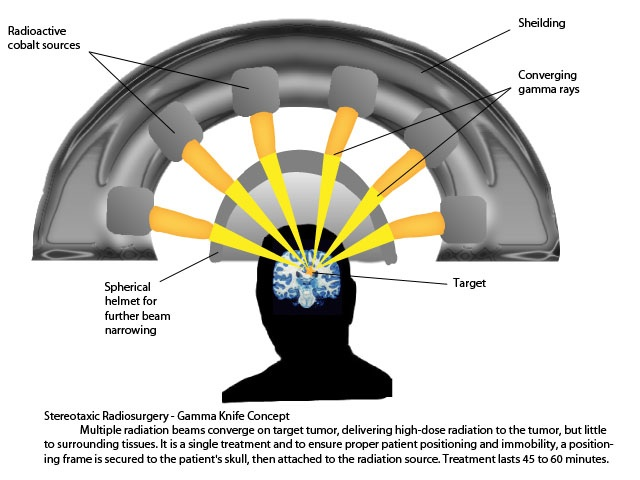 Radioactive
cobalt sources
Sheilding
Converging
gamma rays
Spherical
helmet for
further beam
narrowing
Target
Stereotaxic Radiosurgery - Gamma Knife Concept
Multiple radiation beams converge on target tumor, delivering high-dose radiation to the tumor, but little
to surrounding tissues. It is a single treatment and to ensure proper patient positioning and immobility, a position-
ing frame is secured to the patient's skull, then attached to the radiation source. Treatment lasts 45 to 60 minutes.